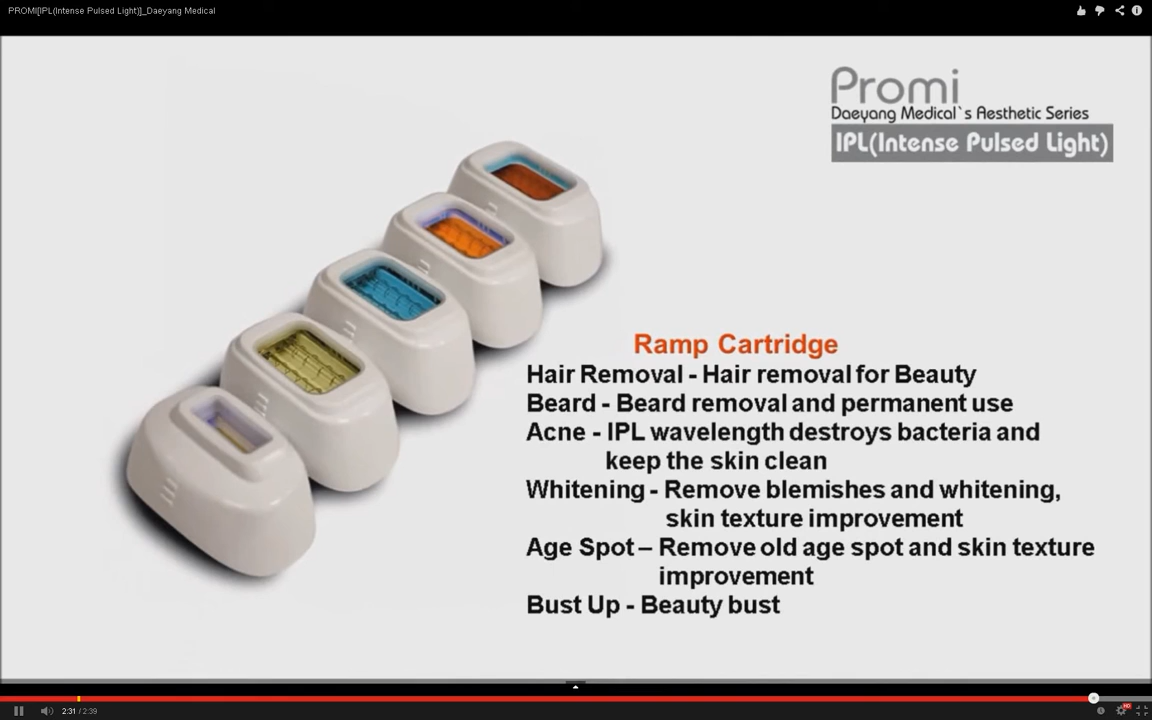 PROMI[IPL(Intense Pulsed Light)]_Daeyang Medical
Promi
Daeyang Medical`s Aesthetic Series
IPL(Intense Pulsed Light)
Ramp Cartridge
Hair Removal - Hair removal for Beauty
Beard - Beard removal and permanent use
Acne - IPL wavelength destroys bacteria and
keep the skin clean
Whitening - Remove blemishes and whitening,
skin texture improvement
Age Spot – Remove old age spot and skin texture
improvement
Bust Up - Beauty bust
2:31 / 2:39
HD